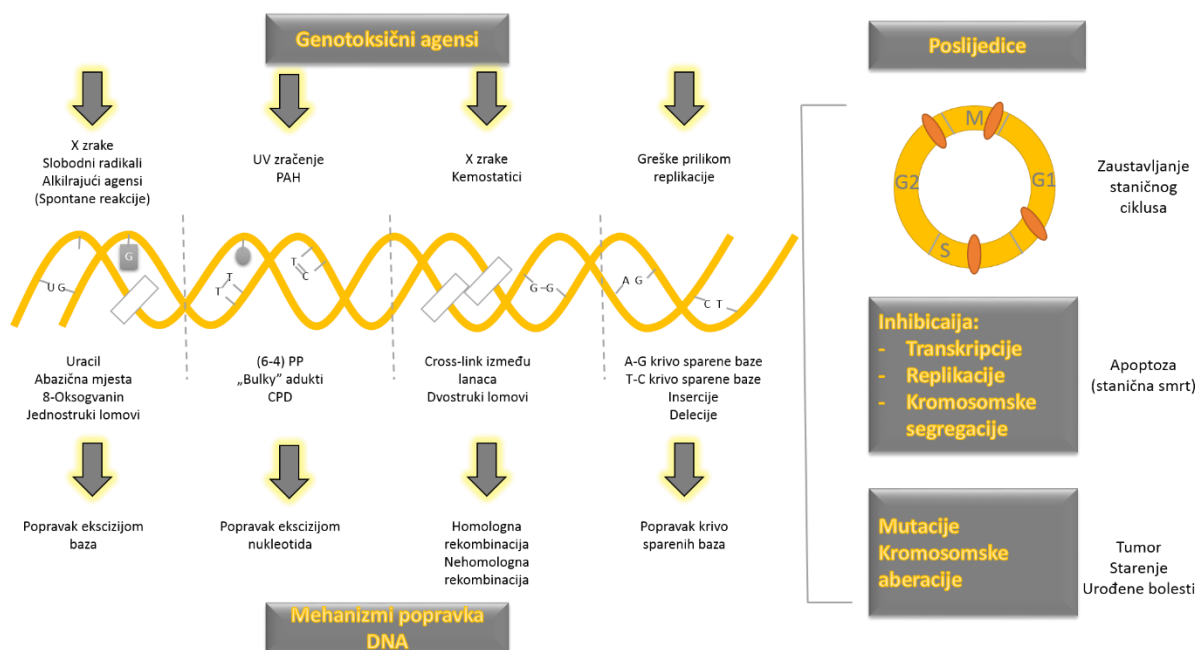 Genotoksični agensi
X zrake
Slobodni radikali
Alkilrajući agensi
(Spontane reakcije)
UV zračenje
PAH
X zrake
Kemostatici
Greške prilikom
replikacije
U G
G
T
T
T
C
G-G
A G
C T
Uracil
Abazična mjesta
8-Oksogvanin
Jednostruki lomovi
(6-4) PP
„Bulky” adukti
CPD
Cross-link između
lanaca
Dvostruki lomovi
A-G krivo sparene baze
T-C krivo sparene baze
Insercije
Delecije
Popravak ekscizijom
baza
Popravak ekscizijom
nukleotida
Homologna
rekombinacija
Nehomologna
rekombinacija
Popravak krivo
sparenih baza
Mehanizmi popravka
DNA
Poslijedice
M
G2
G1
S
Zaustavljanje
staničnog
ciklusa
Inhibicaija:
- Transkripcije
- Replikacije
- Kromosomske
segregacije
Apoptoza
(stanična smrt)
Mutacije
Kromosomske
aberacije
Tumor
Starenje
Urođene bolesti